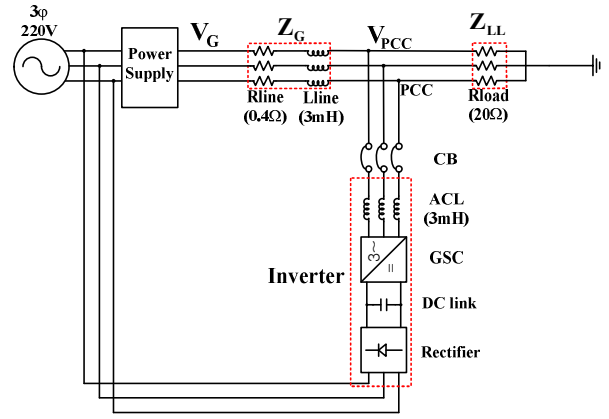 3φ
220V
Power
Supply
VG
ZG
VPCC
ZLL
PCC
Rline
(0.4Ω)
Lline
(3mH)
Rload
(20Ω)
CB
ACL
(3mH)
3~
=
GSC
Inverter
DC link
Rectifier